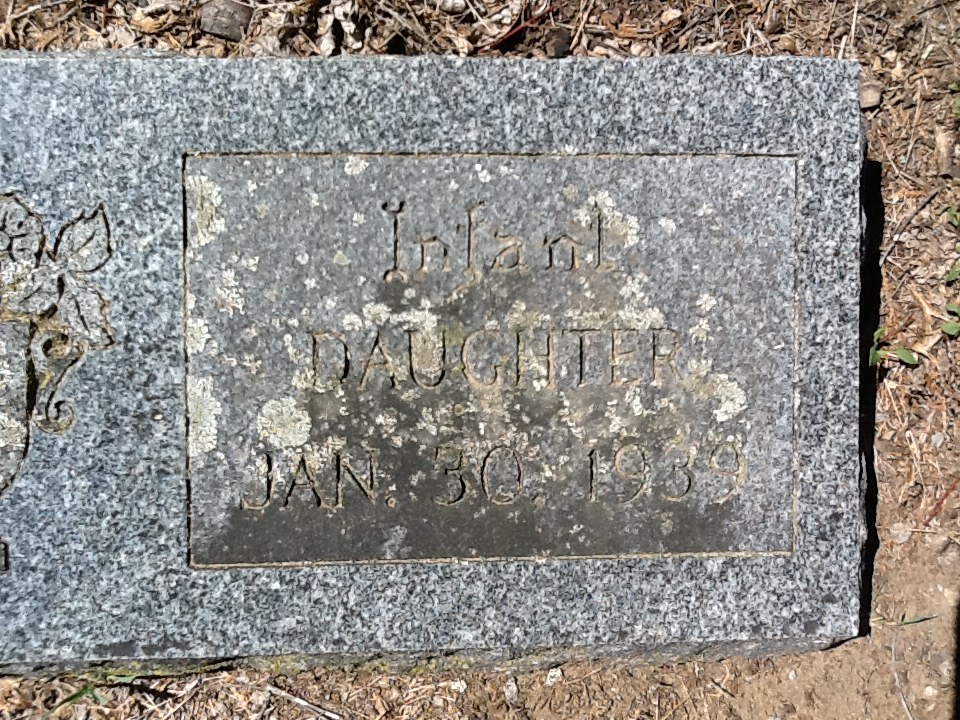 Infant
DAUGHTER
JAN. 30, 1939